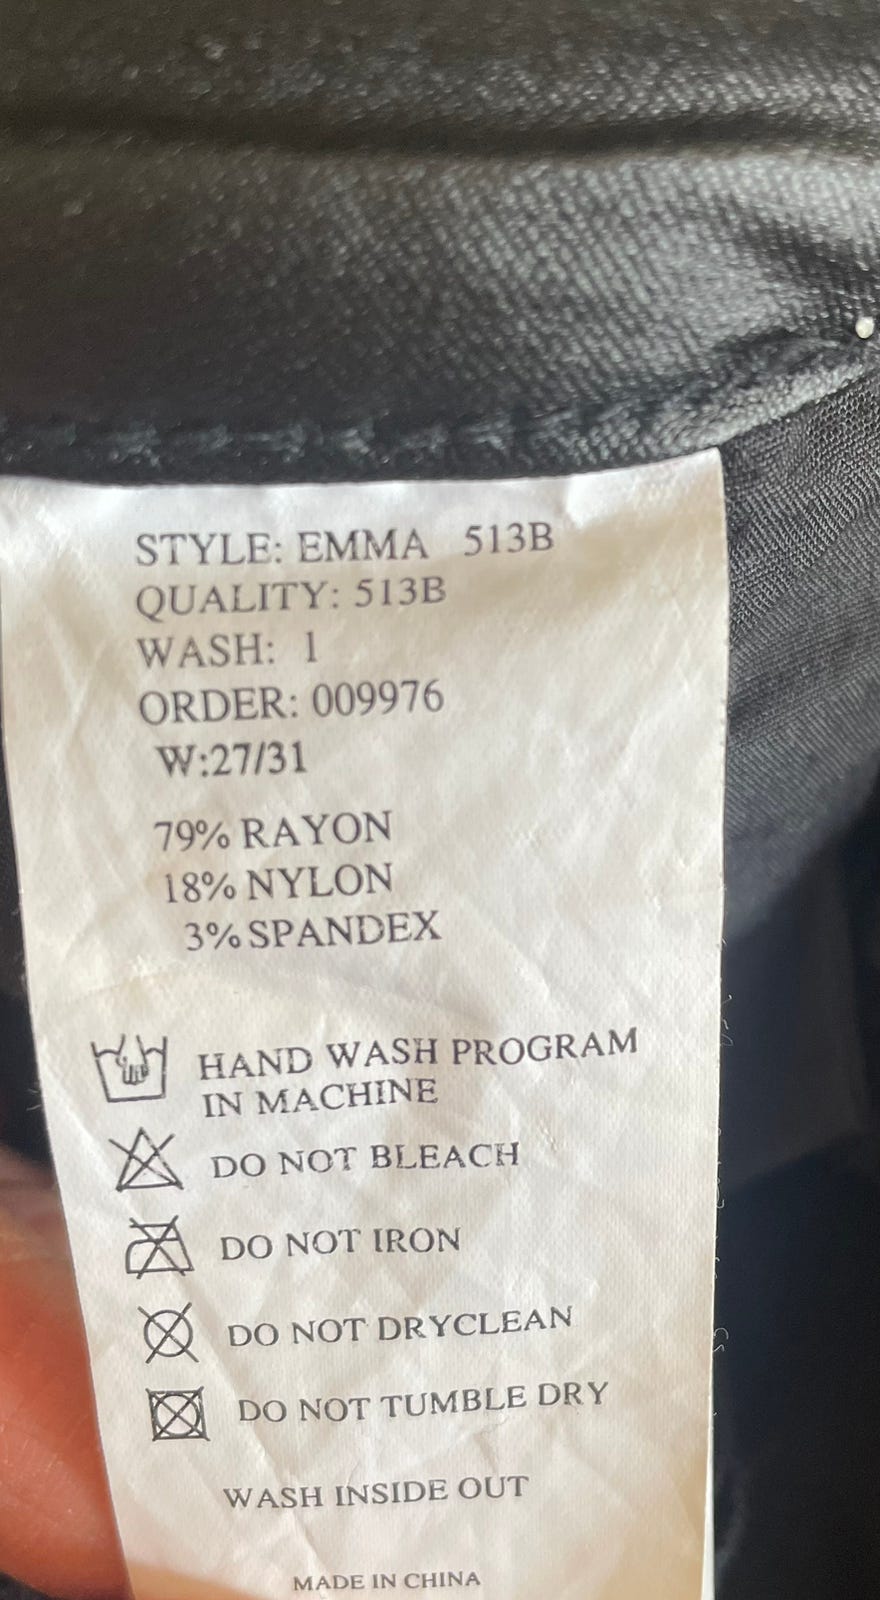 STYLE: EMMA 513B
QUALITY: 513B
WASH: 1
ORDER: 009976
W:27/31
79% RAYON
18% NYLON
3% SPANDEX
HAND WASH PROGRAM
IN MACHINE
DO NOT BLEACH
DO NOT IRON
DO NOT DRYCLEAN
DO NOT TUMBLE DRY
WASH INSIDE OUT
MADE IN CHINA